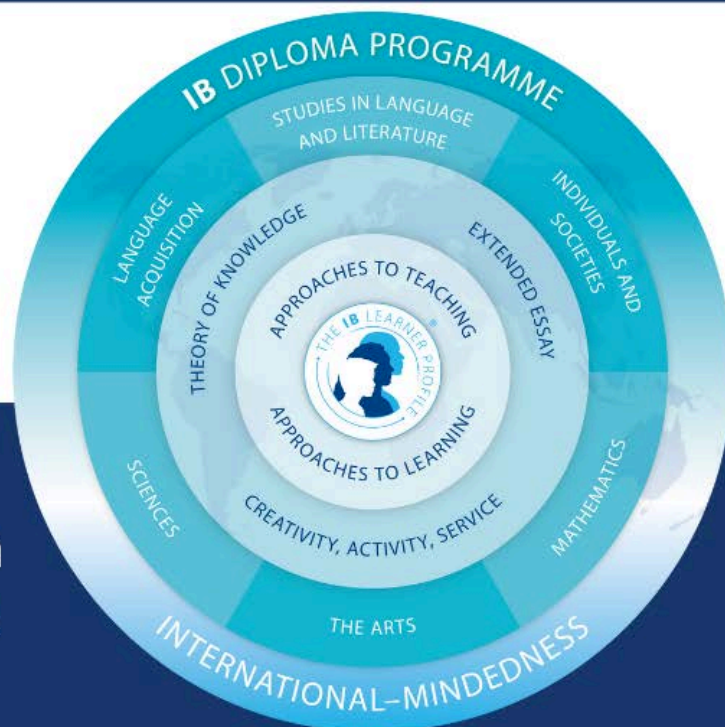 IB DIPLOMA PROGRAMME
STUDIES IN LANGUAGE
AND LITERATURE
LANGUAGE
ACQUISITION
INDIVIDUALS AND
SOCIETIES
THEORY OF KNOWLEDGE
EXTENDED ESSAY
APPROACHES TO TEACHING
THE IB LEARNER PROFILE
®
APPROACHES TO LEARNING
SCIENCES
MATHEMATICS
CREATIVITY, ACTIVITY, SERVICE
THE ARTS
INTERNATIONAL–MINDEDNESS